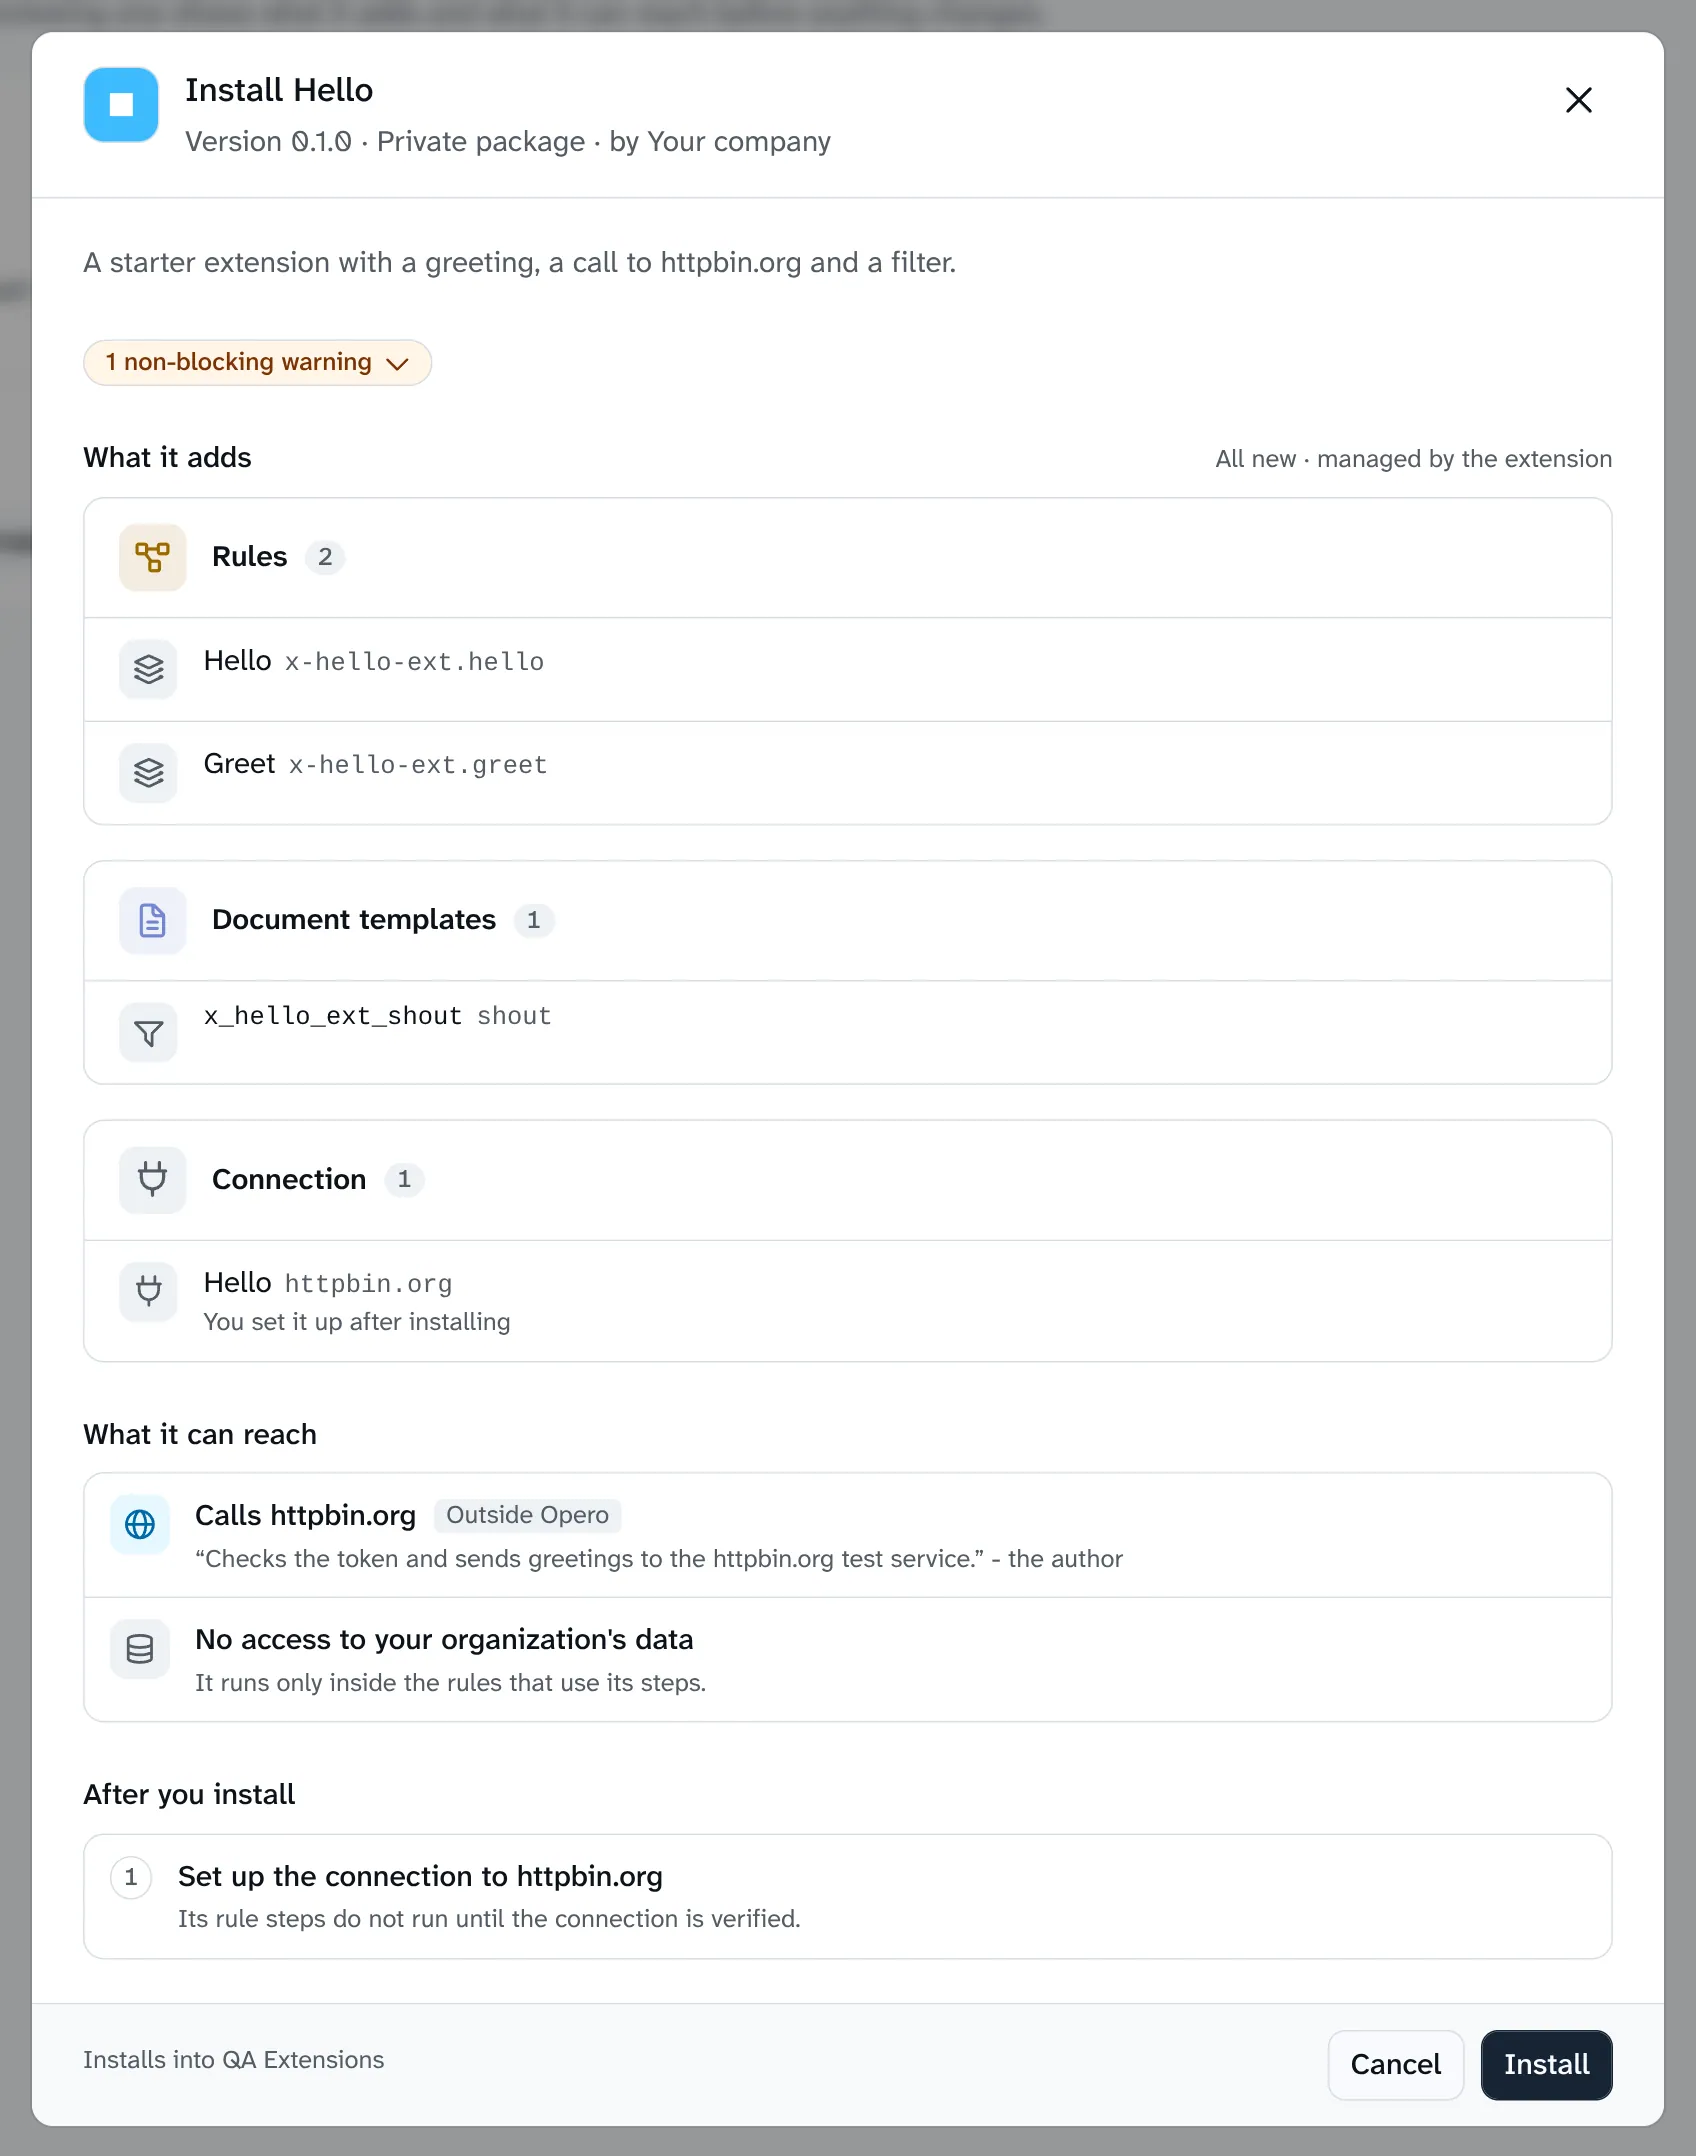 Install Hello
Version 0.1.0 · Private package · by Your company
A starter extension with a greeting, a call to httpbin.org and a filter.
1 non-blocking warning
What it adds
All new · managed by the extension
Rules 2
Hello x-hello-ext.hello
Greet x-hello-ext.greet
Document templates 1
x_hello_ext_shout shout
Connection 1
Hello httpbin.org
You set it up after installing
What it can reach
Calls httpbin.org Outside Opero
“Checks the token and sends greetings to the httpbin.org test service.” - the author
No access to your organization's data
It runs only inside the rules that use its steps.
After you install
1 Set up the connection to httpbin.org
Its rule steps do not run until the connection is verified.
Installs into QA Extensions
Cancel
Install